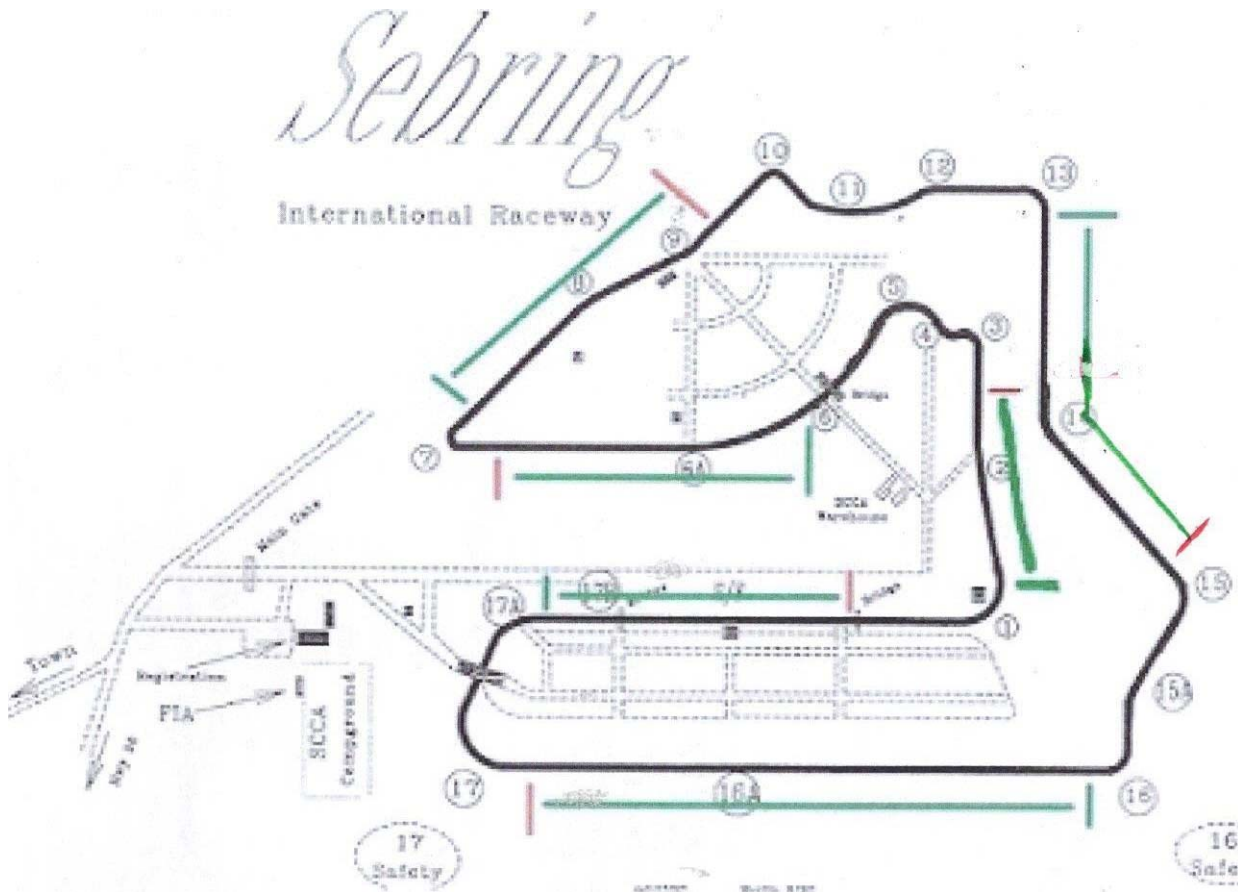 Sebring
International Raceway
10
11
12
13
9
8
5
4
3
Bridge
6
7
6A
2
SCCA
Warehouse
Main Gate
15
17A
17B
S/F
Bridge
1
Town
Registration
FIA
SCCA
Campground
15A
17
16A
16
17
Safety
16
Safe